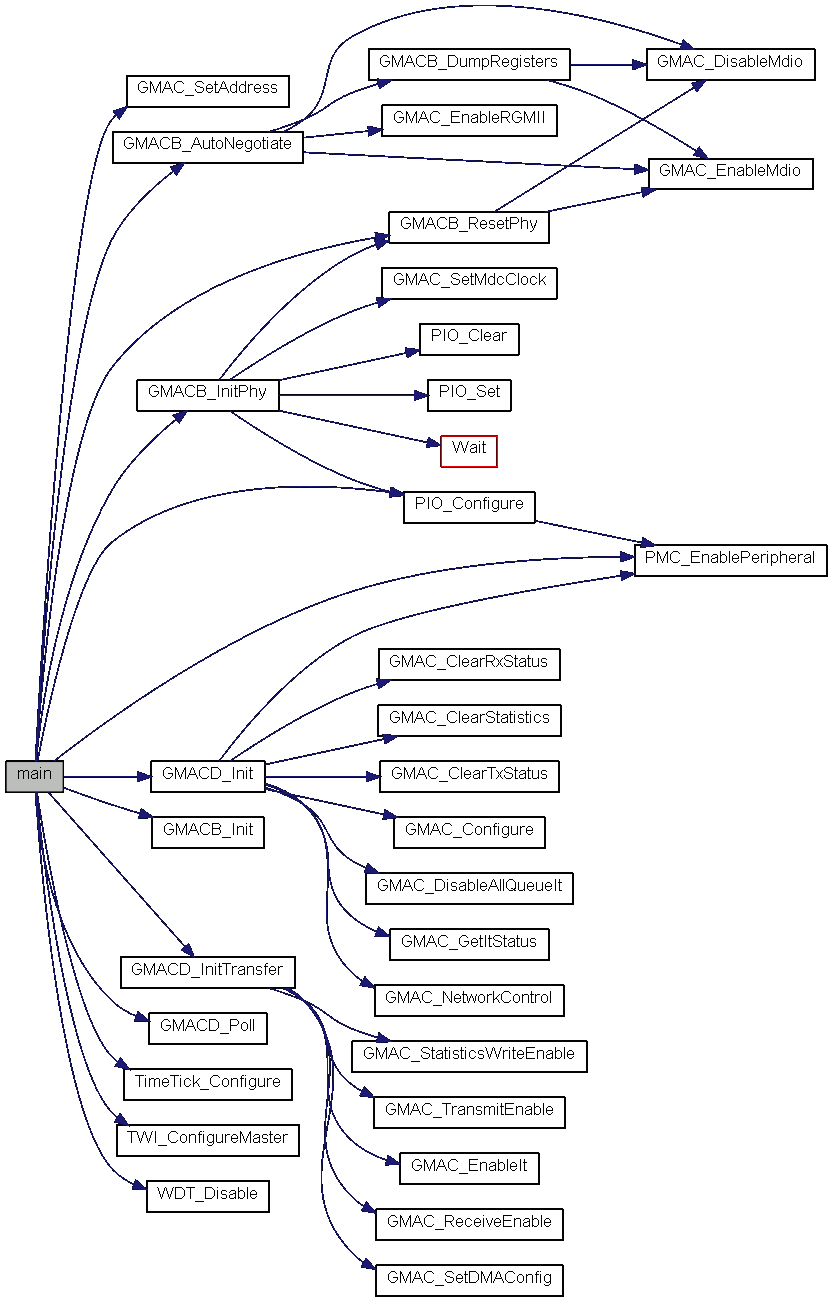 GMACB_DumpRegisters
GMAC_DisableMdio
GMAC_SetAddress
GMAC_EnableRGMII
GMACB_AutoNegotiate
GMAC_EnableMdio
GMACB_ResetPhy
GMAC_SetMdcClock
PIO_Clear
GMACB_InitPhy
PIO_Set
Wait
PIO_Configure
PMC_EnablePeripheral
GMAC_ClearRxStatus
GMAC_ClearStatistics
main
GMACD_Init
GMAC_ClearTxStatus
GMACB_Init
GMAC_Configure
GMAC_DisableAllQueueIt
GMAC_GetItStatus
GMACD_InitTransfer
GMAC_NetworkControl
GMACD_Poll
GMAC_StatisticsWriteEnable
TimeTick_Configure
GMAC_TransmitEnable
TWI_ConfigureMaster
GMAC_EnableIt
WDT_Disable
GMAC_ReceiveEnable
GMAC_SetDMAConfig